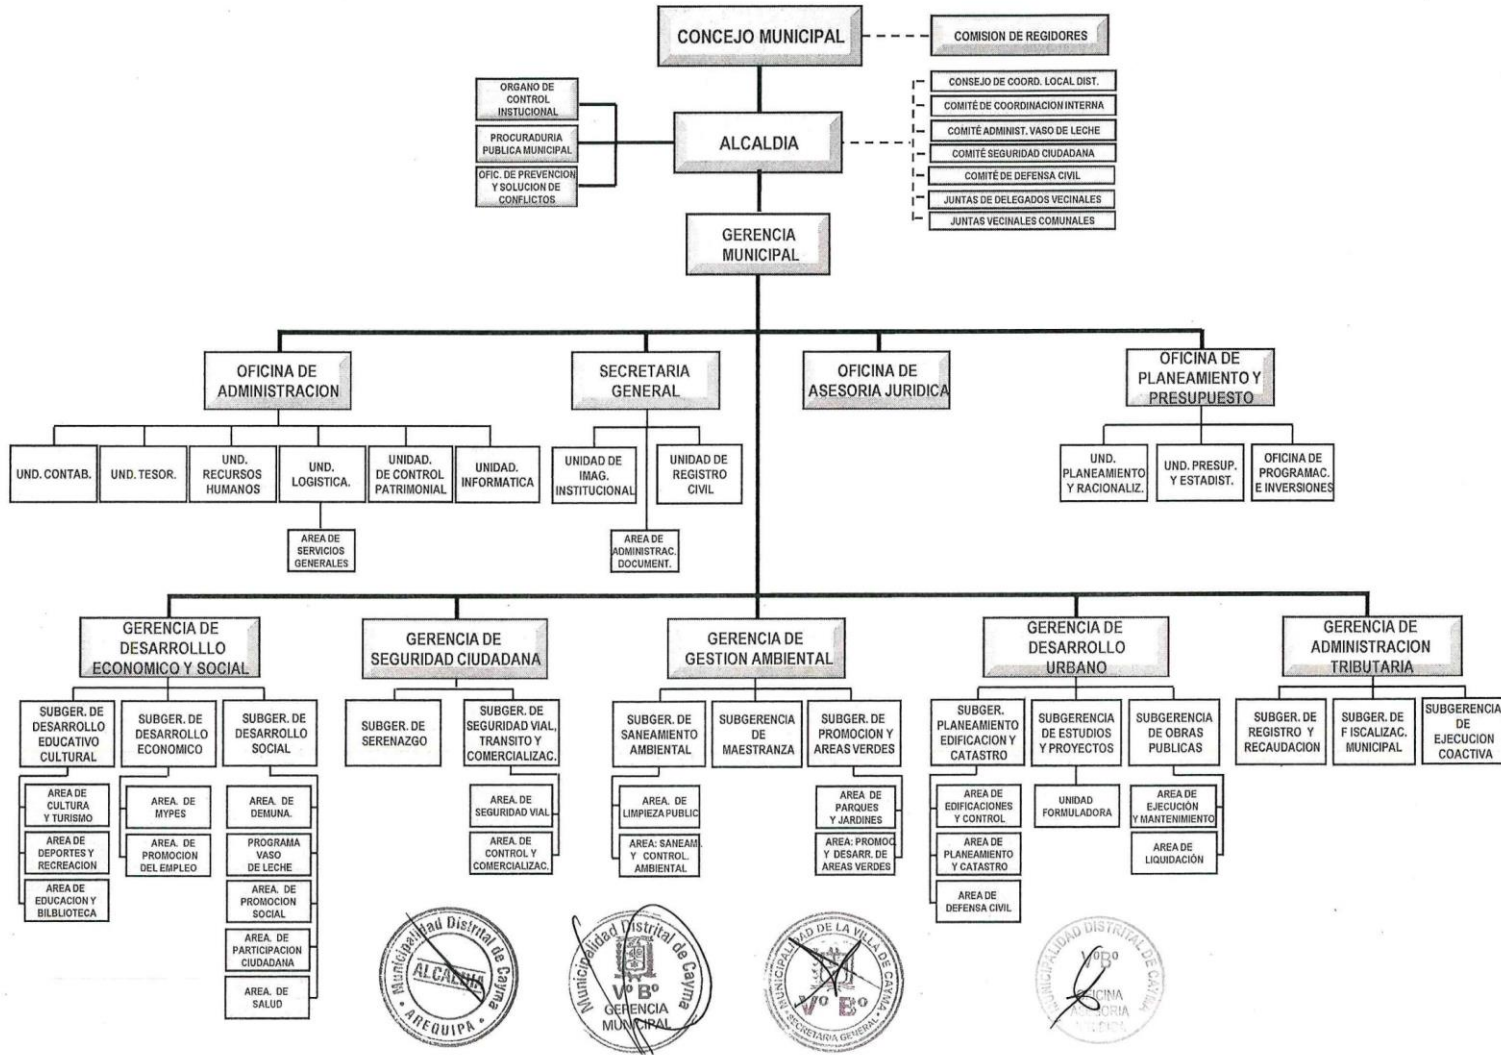 CONCEJO MUNICIPAL
COMISION DE REGIDORES
ORGANO DE
CONTROL
INSTUCIONAL
PROCURADURIA
PUBLICA MUNICIPAL
OFIC. DE PREVENCION
Y SOLUCION DE
CONFLICTOS
ALCALDIA
CONSEJO DE COORD. LOCAL DIST.
COMITÉ DE COORDINACION INTERNA
COMITÉ ADMINIST. VASO DE LECHE
COMITÉ SEGURIDAD CIUDADANA
COMITÉ DE DEFENSA CIVIL
JUNTAS DE DELEGADOS VECINALES
JUNTAS VECINALES COMUNALES
GERENCIA
MUNICIPAL
OFICINA DE
ADMINISTRACION
SECRETARIA
GENERAL
OFICINA DE
ASESORIA JURIDICA
OFICINA DE
PLANEAMIENTO Y
PRESUPUESTO
UND. CONTAB.
UND. TESOR.
UND.
RECURSOS
HUMANOS
UND.
LOGISTICA.
UNIDAD.
DE CONTROL
PATRIMONIAL
UNIDAD.
INFORMATICA
UNIDAD DE
IMAG.
INSTITUCIONAL
UNIDAD DE
REGISTRO
CIVIL
UND.
PLANEAMIENTO
Y RACIONALIZ.
UND. PRESUP.
Y ESTADIST.
OFICINA DE
PROGRAMAC.
E INVERSIONES
AREA DE
SERVICIOS
GENERALES
AREA DE
ADMINISTRAC.
DOCUMENT.
GERENCIA DE
DESARROLLLO
ECONOMICO Y SOCIAL
GERENCIA DE
SEGURIDAD CIUDADANA
GERENCIA DE
GESTION AMBIENTAL
GERENCIA DE
DESARROLLO
URBANO
GERENCIA DE
ADMINISTRACION
TRIBUTARIA
SUBGER. DE
DESARROLLO
EDUCATIVO
CULTURAL
SUBGER. DE
DESARROLLO
ECONOMICO
SUBGER. DE
DESARROLLO
SOCIAL
SUBGER. DE
SERENAZGO
SUBGER. DE
SEGURIDAD VIAL,
TRANSITO Y
COMERCIALIZAC.
SUBGER. DE
SANEAMIENTO
AMBIENTAL
SUBGERENCIA
DE
MAESTRANZA
SUBGER. DE
PROMOCION Y
AREAS VERDES
SUBGER.
PLANEAMIENTO
EDIFICACION Y
CATASTRO
SUBGERENCIA
DE ESTUDIOS
Y PROYECTOS
SUBGERENCIA
DE OBRAS
PUBLICAS
SUBGER. DE
REGISTRO Y
RECAUDACION
SUBGER. DE
F ISCALIZAC.
MUNICIPAL
SUBGERENCIA
DE
EJECUCION
COACTIVA
AREA DE
CULTURA
Y TURISMO
AREA DE
DEPORTES Y
RECREACION
AREA DE
EDUCACION Y
BILBLIOTECA
AREA. DE
MYPES
AREA. DE
PROMOCION
DEL EMPLEO
AREA. DE
DEMUNA.
PROGRAMA
VASO
DE LECHE
AREA. DE
PROMOCION
SOCIAL
AREA. DE
PARTICIPACION
CIUDADANA
AREA. DE
SALUD
AREA. DE
SEGURIDAD VIAL
AREA. DE
CONTROL Y
COMERCIALIZAC.
AREA. DE
LIMPIEZA PUBLIC
AREA: SANEAM.
Y CONTROL.
AMBIENTAL
AREA. DE
PARQUES
Y JARDINES
AREA: PROMOC
Y DESARR. DE
AREAS VERDES
AREA DE
EDIFICACIONES
Y CONTROL
AREA DE
PLANEAMIENTO
Y CATASTRO
AREA DE
DEFENSA CIVIL
UNIDAD
FORMULADORA
AREA DE
EJECUCIÓN
Y MANTENIMIENTO
AREA DE
LIQUIDACIÓN
Municipalidad Distrital de Cayma
ALCALDIA
AREQUIPA
Municipalidad Distrital de Cayma
Vº Bº
GERENCIA
MUNICIPAL
MUNICIPALIDAD DE LA VILLA DE CAYMA
Vº Bº
SECRETARIA GENERAL
MUNICIPALIDAD DISTRITAL DE CAYMA
VºBº
OFICINA
ASESORIA